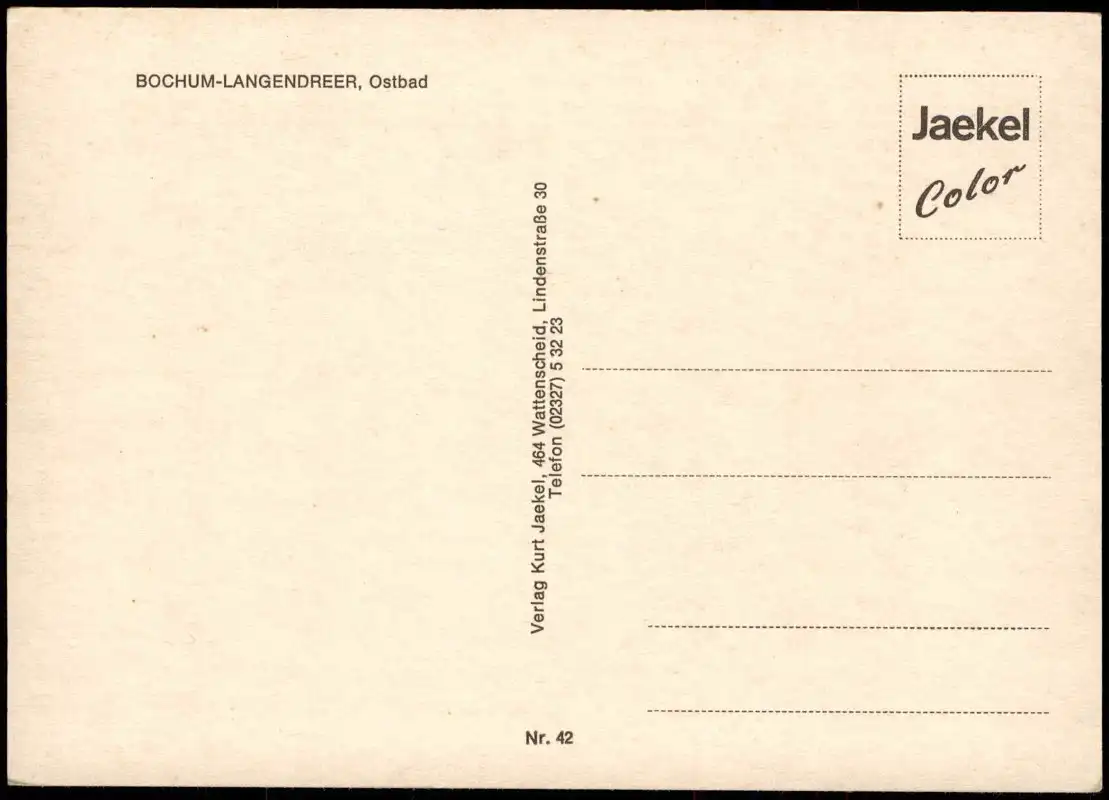 BOCHUM-LANGENDREER, Ostbad
Jaekel
Color
Verlag Kurt Jaekel, 464 Wattenscheid, Lindenstraße 30
Telefon (02327) 5 32 23
Nr. 42